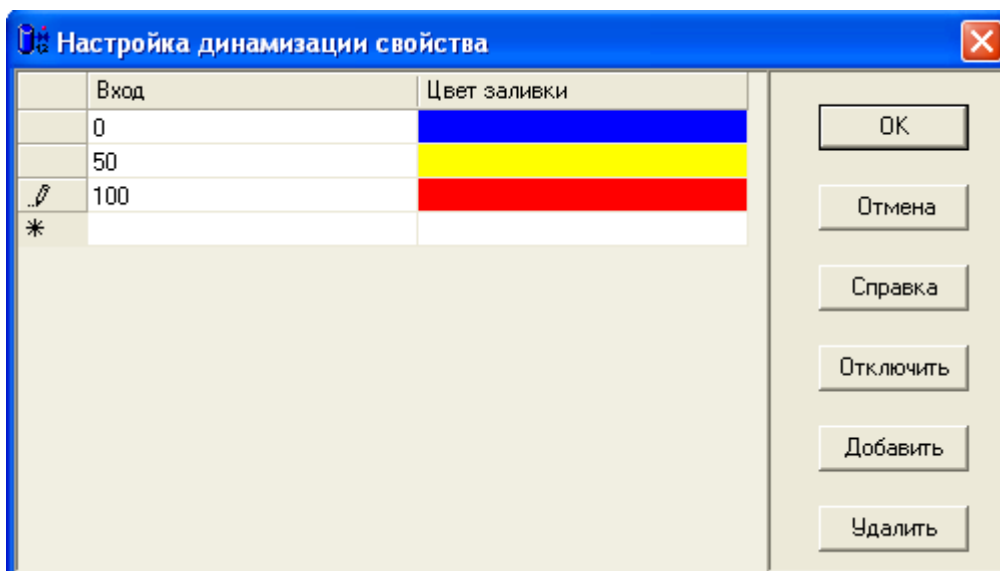 Настройка динамизации свойства
Вход Цвет заливки
0
50
100
OK
Отмена
Справка
Отключить
Добавить
Удалить